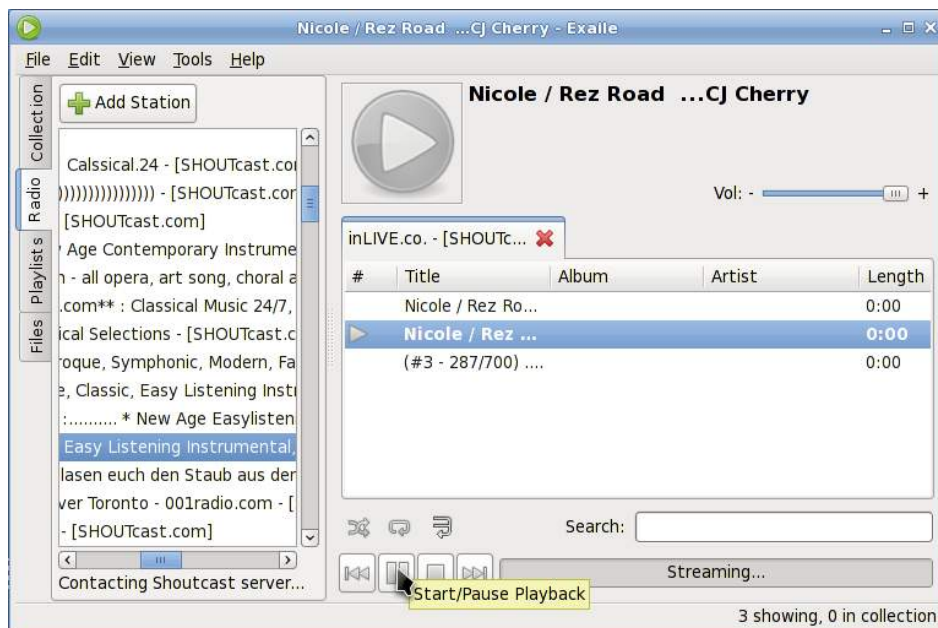 Nicole / Rez Road ...CJ Cherry - Exaile
File Edit View Tools Help
Collection
Radio
Playlists
Files
Add Station
Calssical.24 - [SHOUTcast.co
)))))))))))))))) - [SHOUTcast.cor
[SHOUTcast.com]
Age Contemporary Instrume
- all opera, art song, choral a
.com** : Classical Music 24/7,
ical Selections - [SHOUTcast.c
roque, Symphonic, Modern, Fa
e, Classic, Easy Listening Inst
:.......... * New Age Easylisten
Easy Listening Instrumental,
lasen euch den Staub aus der
ver Toronto - 001radio.com - [
- [SHOUTcast.com]
Contacting Shoutcast server...
Nicole / Rez Road ...CJ Cherry
Vol: - +
inLIVE.co. - [SHOUTc...
# Title Album Artist Length
Nicole / Rez Ro... 0:00
Nicole / Rez ... 0:00
(#3 - 287/700) .... 0:00
Search:
Streaming...
Start/Pause Playback
3 showing, 0 in collection